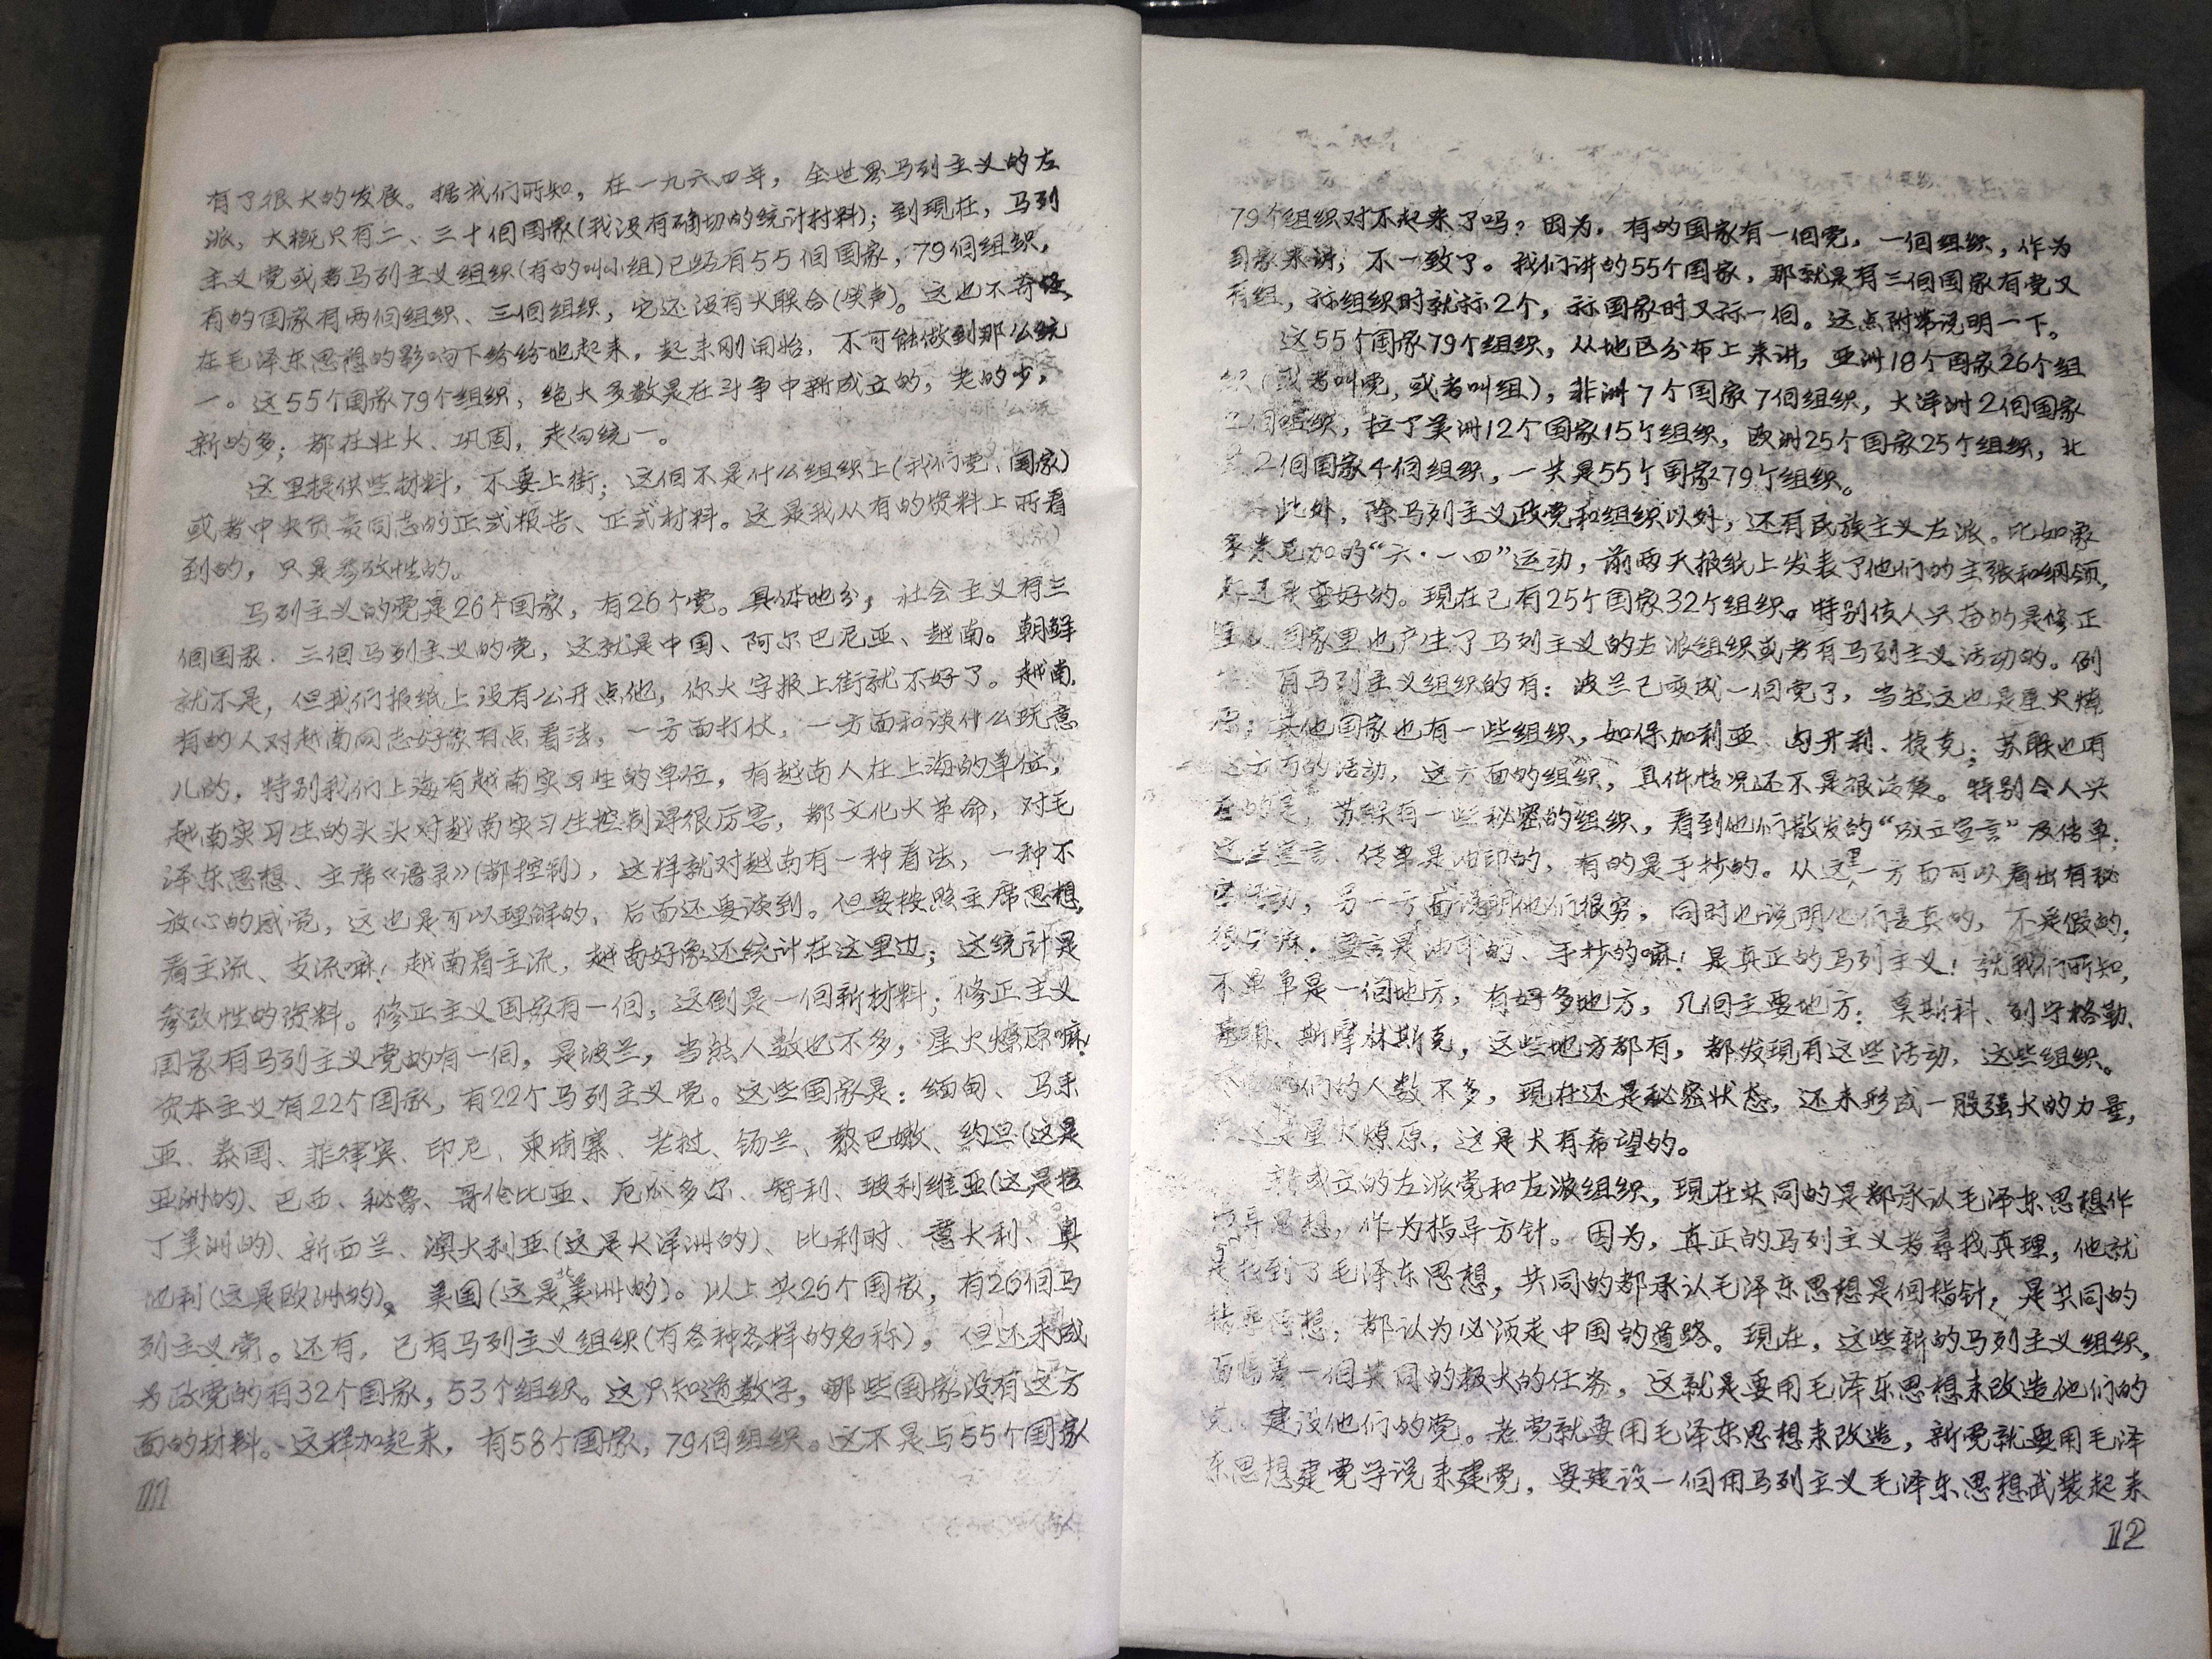 有了很大的发展。据我们所知，在一九六四年，全世界马列主义的左
派，大概只有二、三十個国家(我没有确切的统计材料)；到现在，马列
主义党或者马列主义组织(有的叫小组)已经有55個国家，79個组织，
有的国家有两個组织、三個组织，它还没有大联合(笑声)。这也不奇怪，
在毛泽东思想的影响下纷纷地起来，起来刚開始，不可能做到那么统
一。这55个国家79个组织，绝大多数是在斗争中新成立的，老的少，
新的多；都在壮大、巩固，走向统一。
这里提供些材料，不要上街；这個不是什么组织上(我们党、国家)
或者中央负责同志的正式报告、正式材料。这是我从有的资料上所看
到的，只是参改性的。
马列主义的党是26个国家，有26个党。具体地分，社会主义有三
個国家．三個马列主义的党，这就是中国、阿尔巴尼亚、越南。朝鲜
就不是，但我们报纸上没有公开点他，你大字报上街就不好了。越南，
有的人对越南同志好象有点看法，一方面打仗，一方面和谈什么玩意
儿的，特别我们上海有越南实习性的单位，有越南人在上海的单位，
越南实习生的头头对越南实习生控制得很厉害，都文化大革命，对毛
泽东思想、主席《语录》(都控制)，这样就对越南有一种看法，一种不
放心的感觉，这也是可以理解的，后面还要谈到。但要按照主席思想，
看主流、支流嘛！越南看主流，越南好象还统计在这里边；这统计是
参改性的资料。修正主义国家有一個，这倒是一個新材料；修正主义
国家有马列主义党的有一個，是波兰，当然人数也不多，星火燎原嘛！
资本主义有22个国家，有22个马列主义党。这些国家是：缅甸、马来
亚、泰国、菲律宾、印尼、柬埔寨、老挝、锡兰、黎巴嫩、约旦(这是
亚洲的)、巴西、秘鲁、哥伦比亚、厄瓜多尔、智利、玻利维亚(这是拉
丁美洲的)、新西兰、澳大利亚(这是大泽洲的)、比利时、意大利、奥
地利(这是欧洲的)。美国(这是北美洲的)。以上共26个国家，有26個马
列主义党。还有，已有马列主义组织(有各种各样的名称)，但还未成
为政党的有32个国家，53个组织。这只知道数字，哪些国家没有这方
面的材料。这样加起来，有58个国家，79個组织。这不是与55个国家
11
79个组织对不起来了吗？因为，有的国家有一個党，一個组织，作为
国家来讲，不一致了。我们讲的55个国家，那就是有三個国家有党又
有组，标组织时就标2个，标国家时又标一個。这点附带说明一下。
这55个国家79个组织，从地区分布上来讲，亚洲18个国家26个组
织(或者叫党，或者叫组)，非洲7个国家7個组织，大泽洲2個国家
個组织，拉丁美洲12个国家15个组织，欧洲25个国家25个组织，北
2個国家4個组织，一共是55个国家79个组织。
此外，除马列主义政党和组织以外，还有民族主义左派。比如象
多米尼加的“六·一四”运动，前两天报纸上发表了他们的主张和纲领，
蛮好的。现在已有25个国家32个组织。特别使人兴奋的是修正
国家里也产生了马列主义的左派组织或者有马列主义活动的。例
有马列主义组织的有：波兰已变成一個党了，当然这也是星火燎
原；其他国家也有一些组织，如保加利亚、匈牙利、捷克；苏联也有
这方面的活动，这方面的组织，具体情况还不是很清楚。特别令人兴
奋的是，苏联有一些秘密的组织，看到他们散发的“成立宣言”及传单；
这些宣言、传单是油印的，有的是手抄的。从这里一方面可以看出有秘
密活动，另一方面说明他们很穷，同时也说明他们是真的，不是假的，
很穷嘛．宣言是油印的、手抄的嘛！是真正的马列主义！就我们所知，
不单单是一個地方，有好多地方，几個主要地方：莫斯科、列宁格勒、
基辅、斯摩林斯克，这些地方都有，都发现有这些活动，这些组织。
他们的人数不多，现在还是秘密状态，还未形成一股强大的力量，
这是星火燎原，这是大有希望的。
新成立的左派党和左派组织，现在共同的是都承认毛泽东思想作
指导思想，作为指导方针。因为，真正的马列主义者尋找真理，他就
是找到了毛泽东思想，共同的都承认毛泽东思想是個指针，是共同的
指导思想，都认为必须走中国的道路。现在，这些新的马列主义组织，
面临着一個共同的极大的任务，这就是要用毛泽东思想来改造他们的
党、建设他们的党。老党就要用毛泽东思想来改造，新党就要用毛泽
东思想建党学说来建党，要建设一個用马列主义毛泽东思想武装起来
12